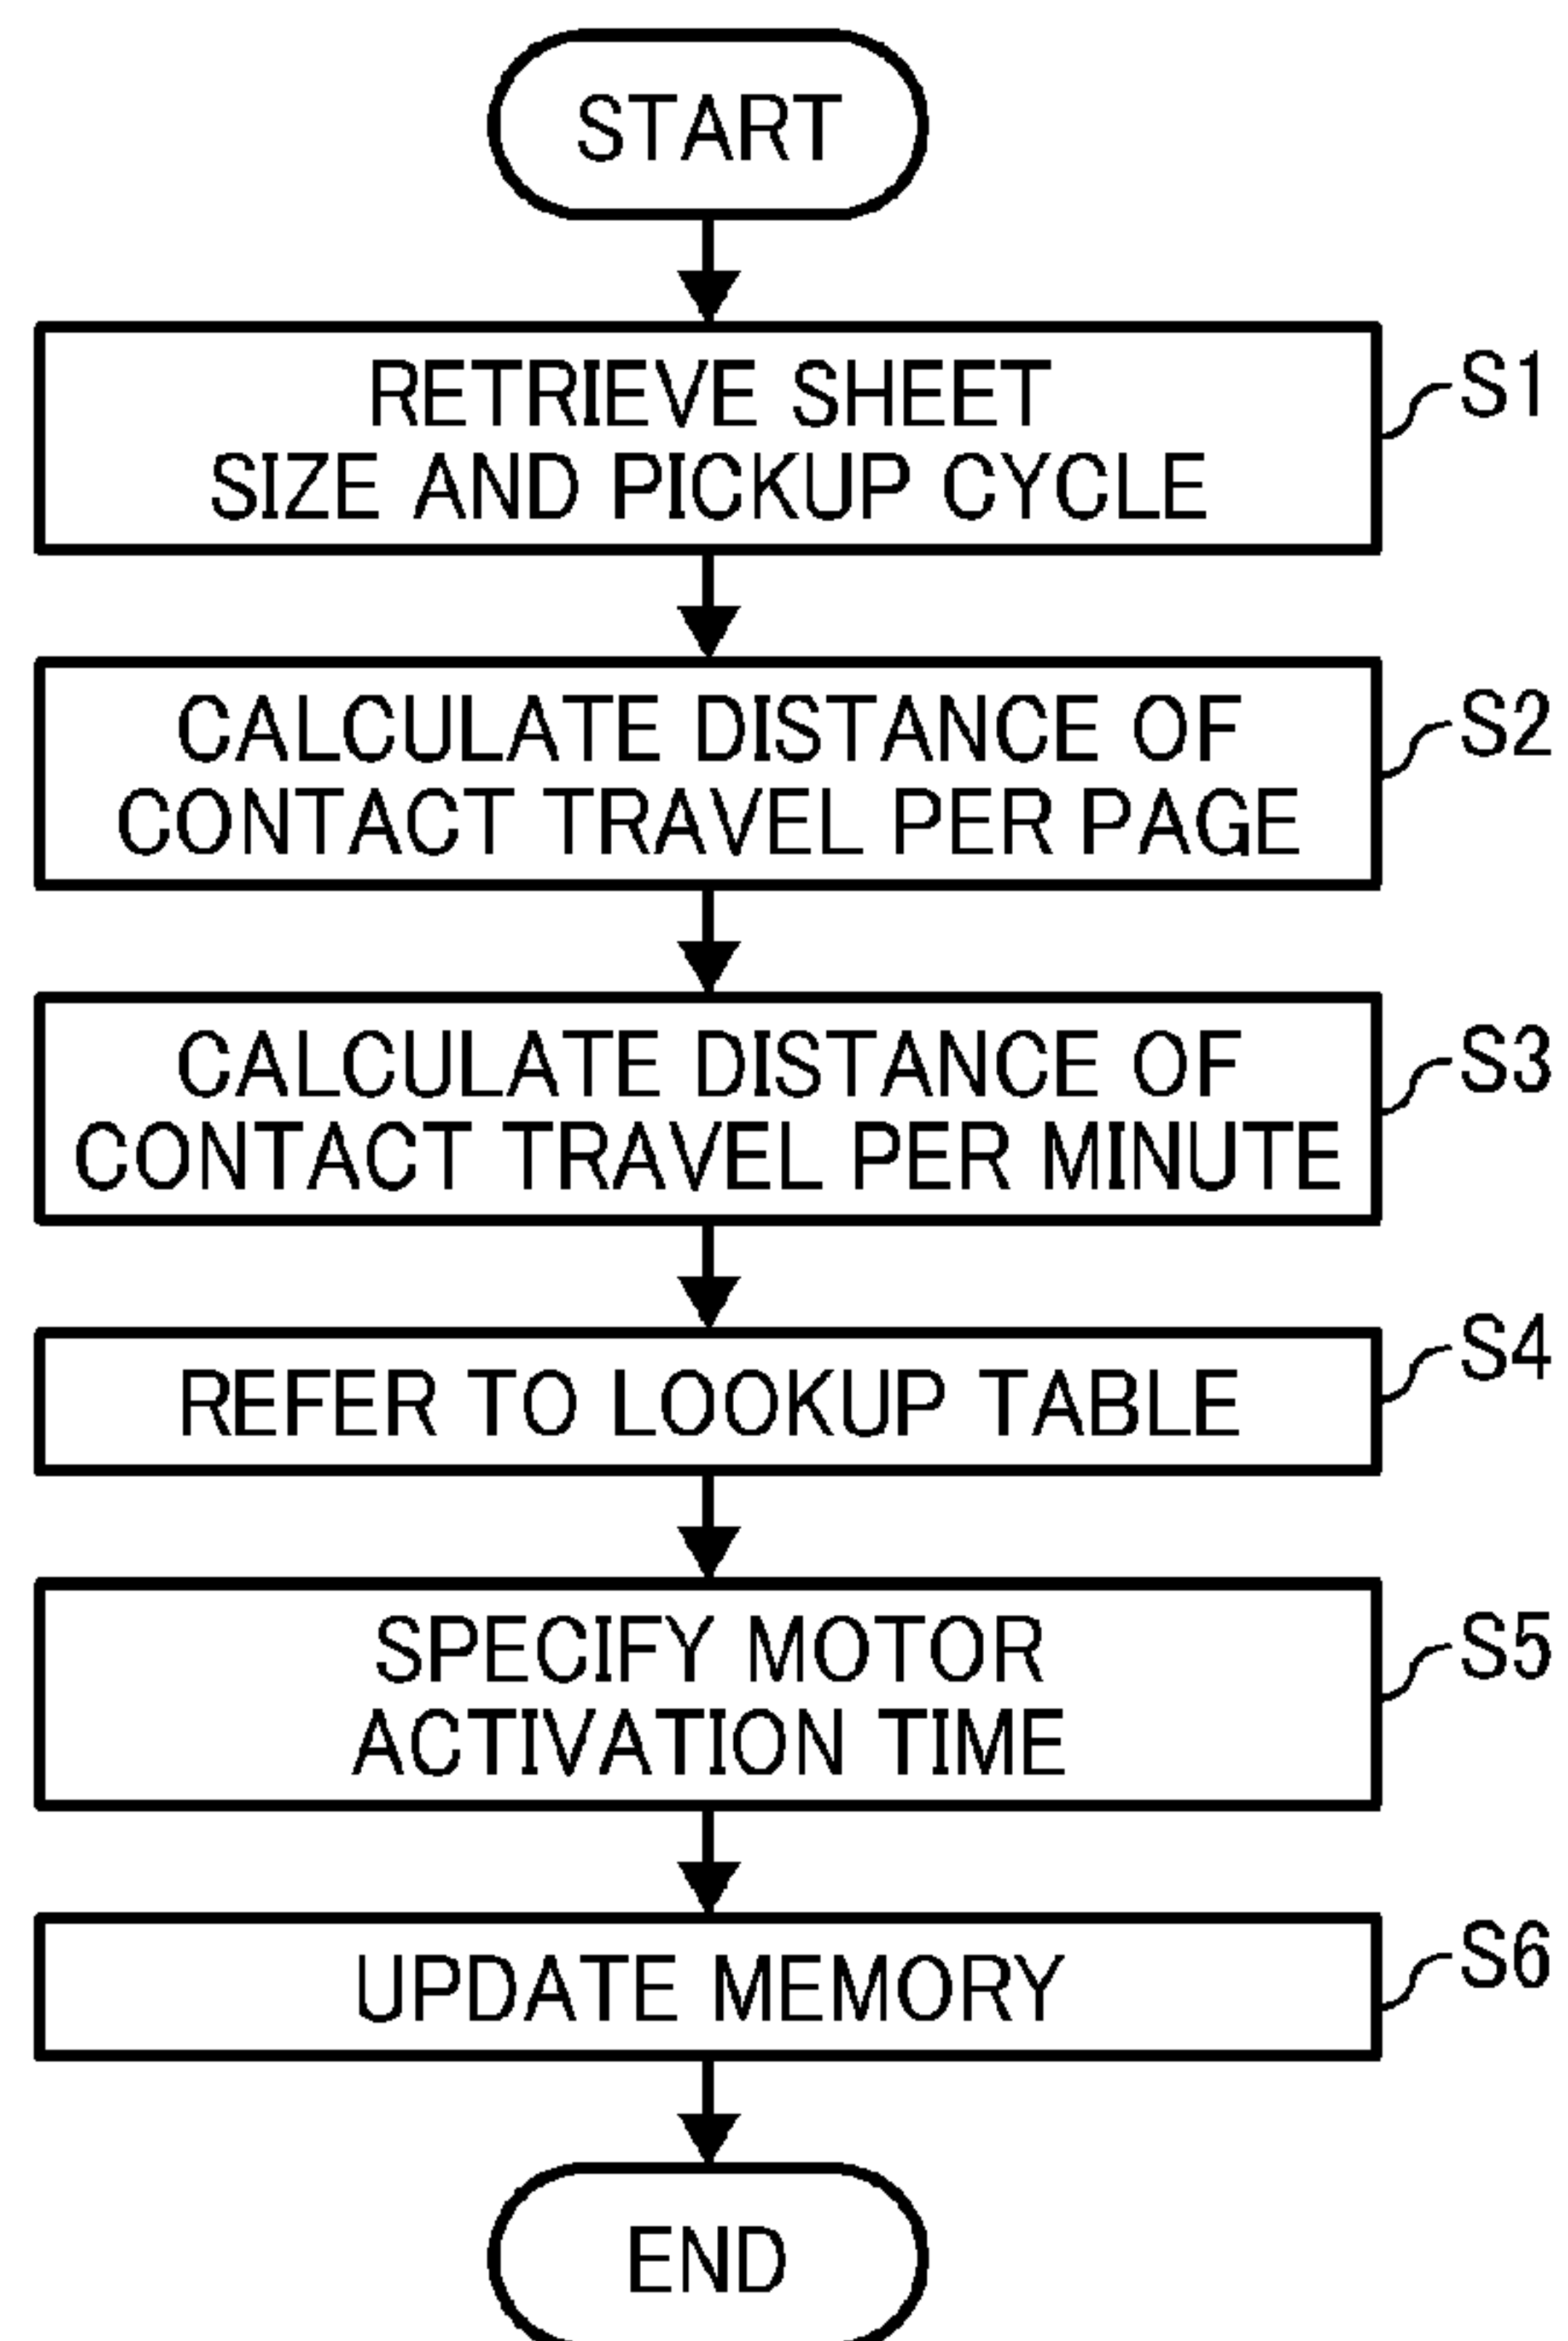 START
RETRIEVE SHEET
SIZE AND PICKUP CYCLE
S1
CALCULATE DISTANCE OF
CONTACT TRAVEL PER PAGE
S2
CALCULATE DISTANCE OF
CONTACT TRAVEL PER MINUTE
S3
REFER TO LOOKUP TABLE
S4
SPECIFY MOTOR
ACTIVATION TIME
S5
UPDATE MEMORY
S6
END